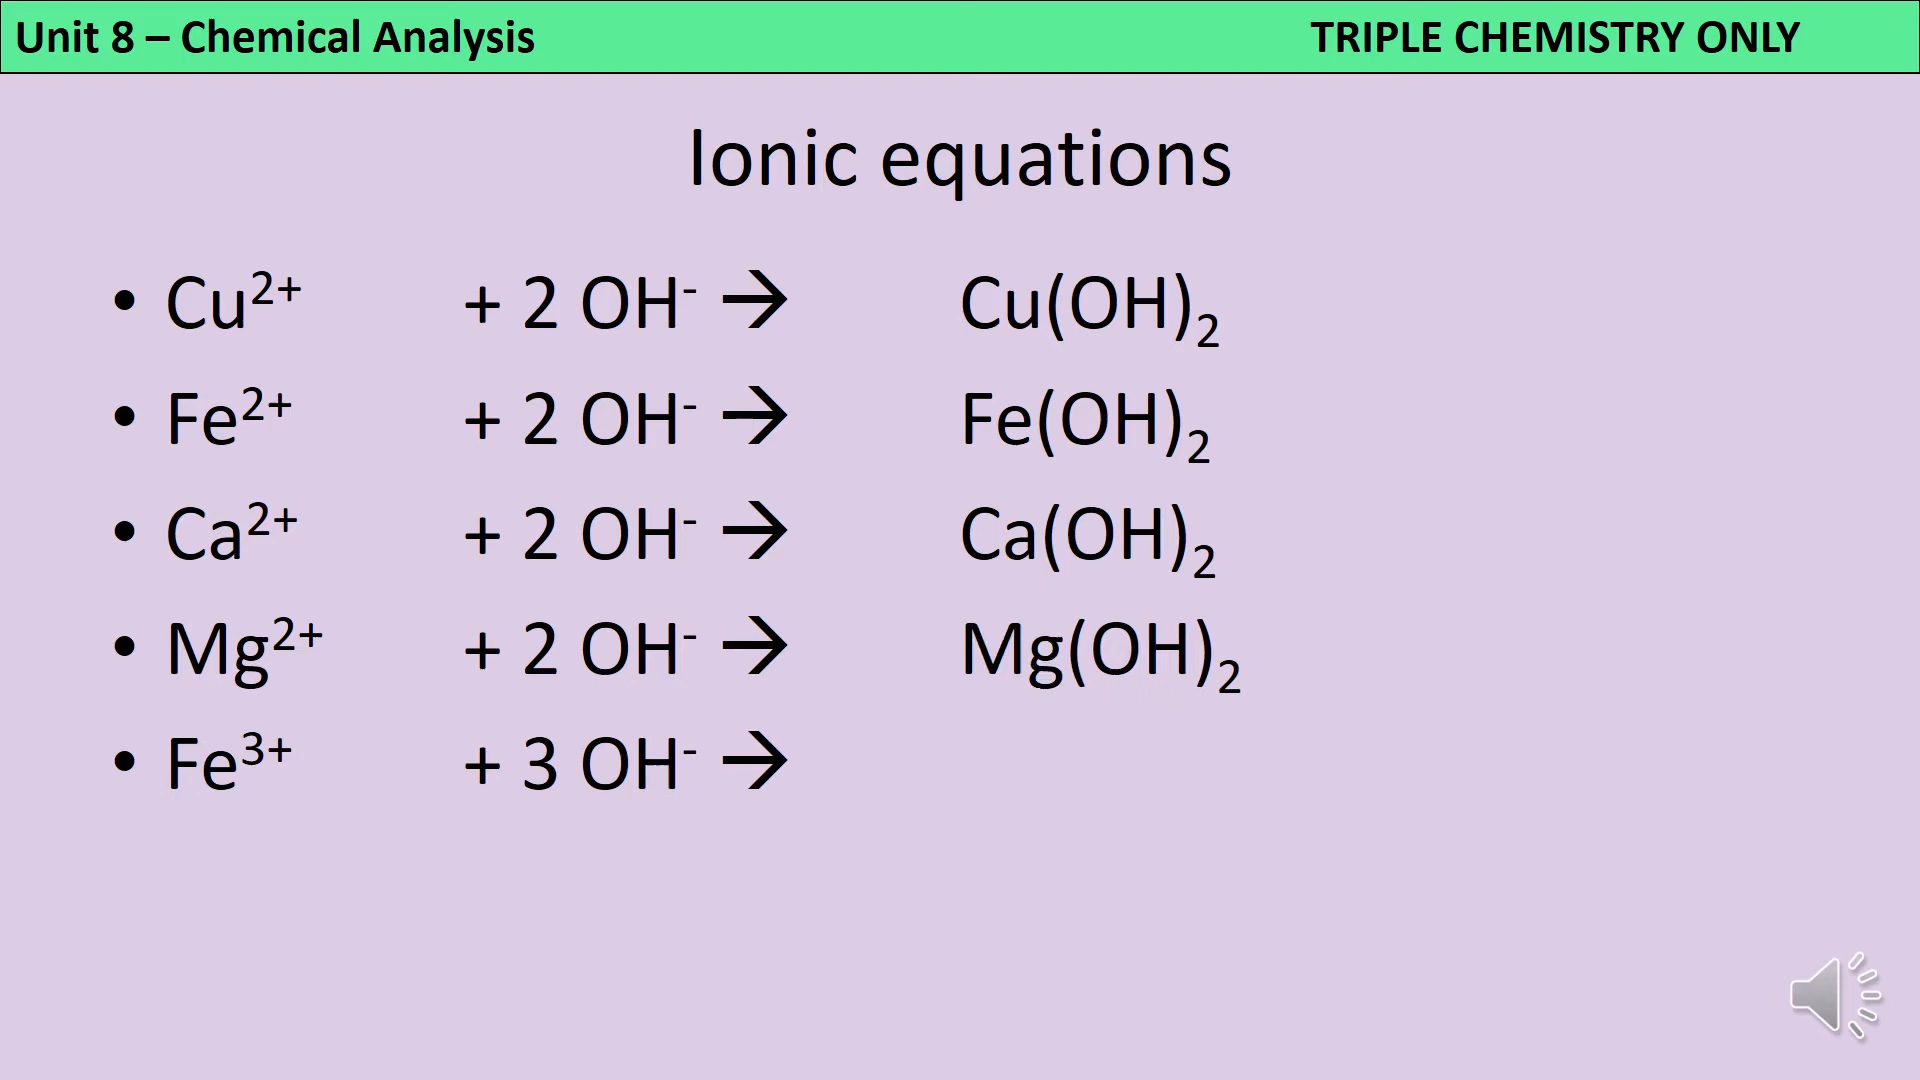 Unit 8 – Chemical Analysis TRIPLE CHEMISTRY ONLY
Ionic equations
• Cu²⁺ + 2 OH⁻ → Cu(OH)₂
• Fe²⁺ + 2 OH⁻ → Fe(OH)₂
• Ca²⁺ + 2 OH⁻ → Ca(OH)₂
• Mg²⁺ + 2 OH⁻ → Mg(OH)₂
• Fe³⁺ + 3 OH⁻ →